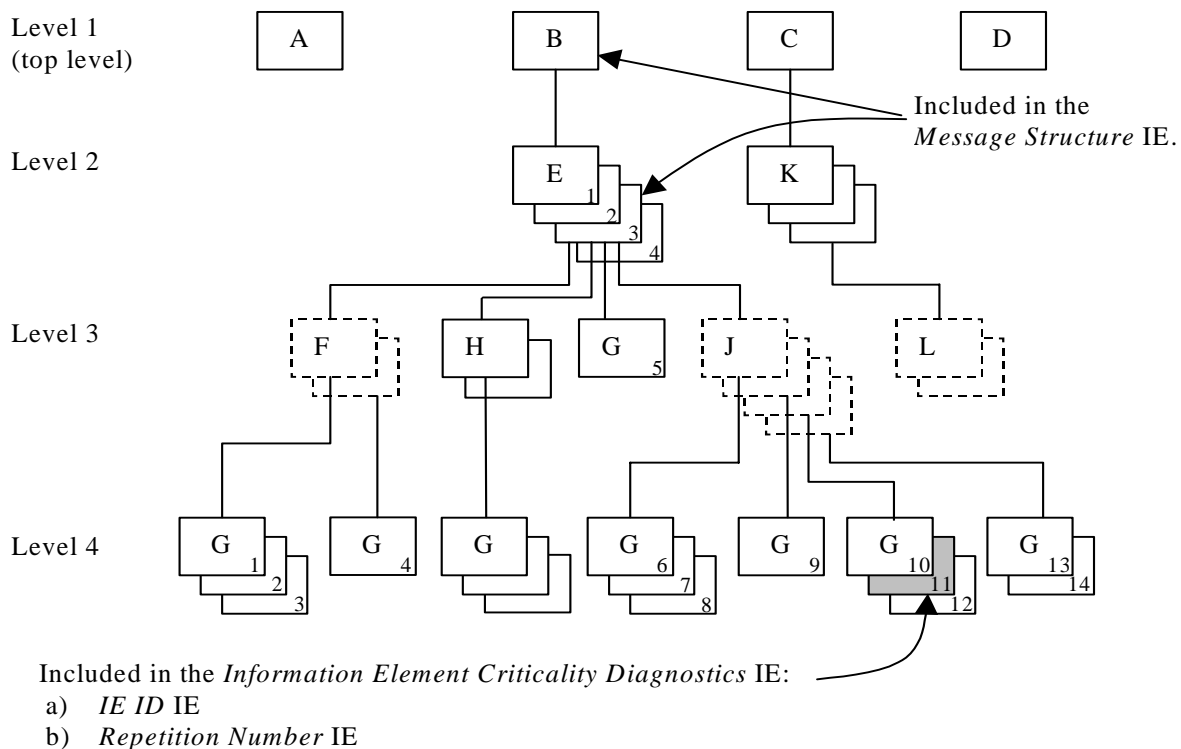 Level 1
(top level)
A
B
C
D
Included in the
Message Structure IE.
Level 2
E
1
2
3
4
K
Level 3
F
H
G
5
J
L
Level 4
G
1
2
3
G
4
G
G
6
7
8
G
9
G
10
11
12
G
13
14
Included in the Information Element Criticality Diagnostics IE:
a) IE ID IE
b) Repetition Number IE